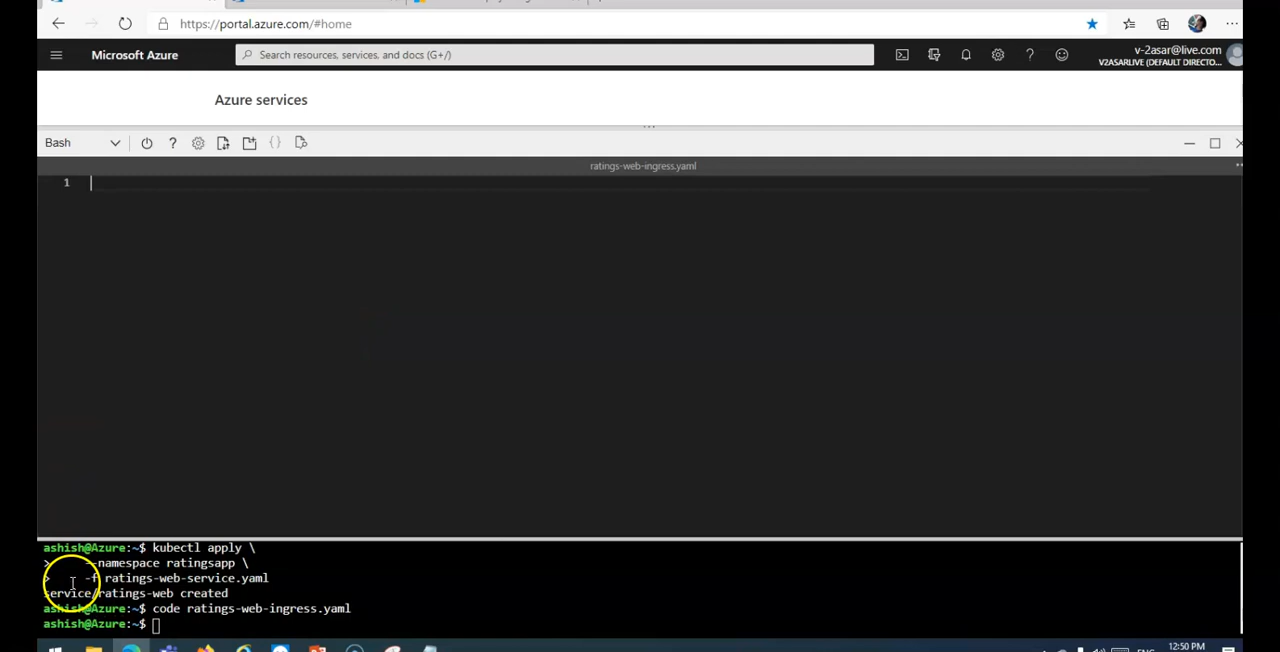 https://portal.azure.com/#home
Microsoft Azure
Search resources, services, and docs (G+/)
v-2asar@live.com
V2ASARLIVE (DEFAULT DIRECTO...
Azure services
Bash
ratings-web-ingress.yaml
1
ashish@Azure:~$ kubectl apply \
> --namespace ratingsapp \
> -f ratings-web-service.yaml
service/ratings-web created
ashish@Azure:~$ code ratings-web-ingress.yaml
ashish@Azure:~$
12:50 PM